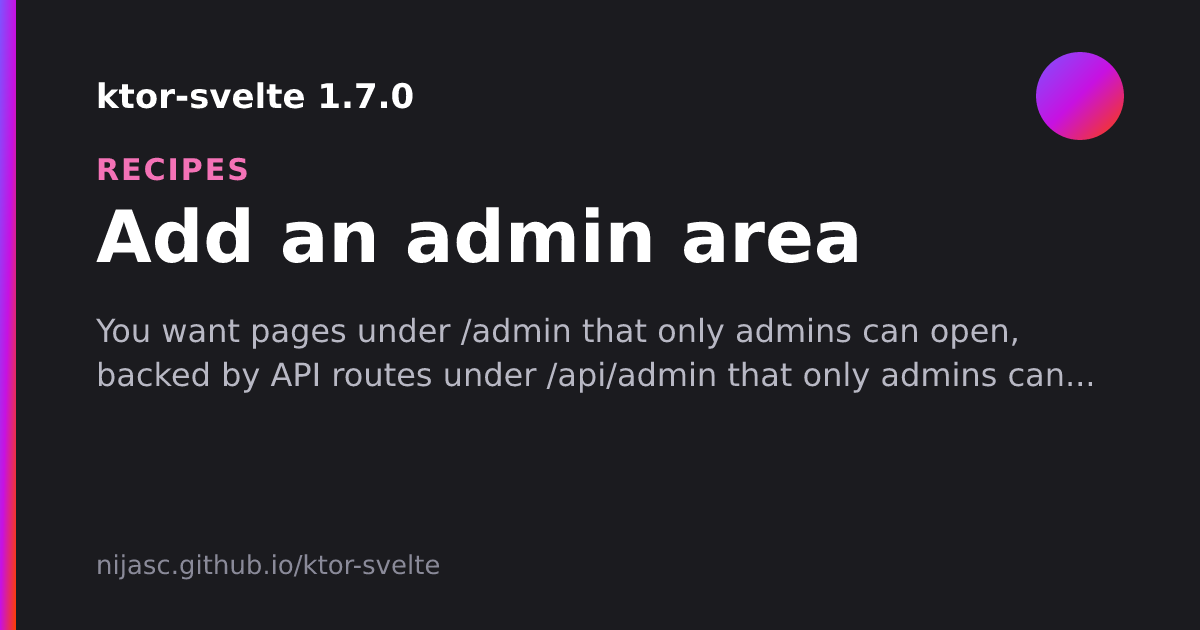 ktor-svelte 1.7.0
RECIPES
Add an admin area
You want pages under /admin that only admins can open,
backed by API routes under /api/admin that only admins can...
nijasc.github.io/ktor-svelte